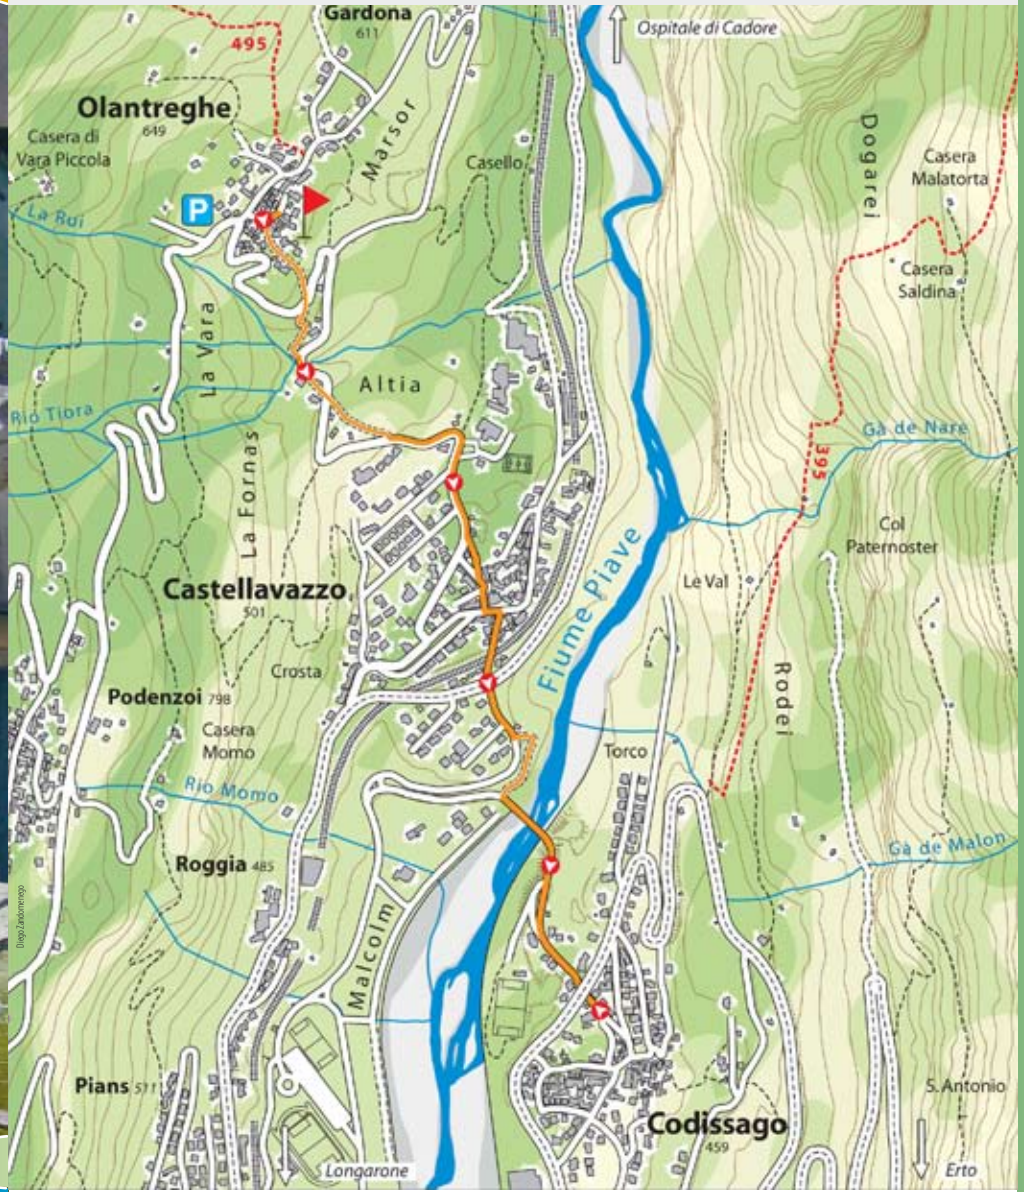 Gardona
611
Ospitale di Cadore
495
Olantreghe
649
Casera di
Vara Piccola
Marsor
Casello
Dogarei
Casera
Malatorta
P
La Rui
Casera
Saldina
La Vara
Altia
Rio Tiora
Gà de Nare
395
La Fornas
Col
Paternoster
Fiume Piave
Castellavazzo
501
Le Val
Crosta
Rodei
Podenzoi 798
Casera
Momo
Torco
Rio Momo
Gà de Malon
Roggia 485
Diego Zandomenego
Malcolm
Pians 511
S. Antonio
Codissago
459
Longarone
Erto